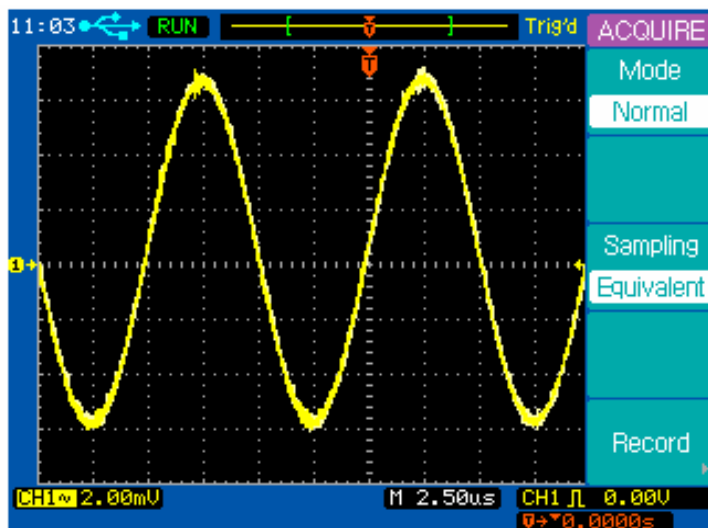 11:03 RUN Trig'd ACQUIRE
T
T
Mode
Normal
Sampling
1
Equivalent
Record
CH1~ 2.00mV M 2.50us CH1 0.00V
T→▼0.0000s